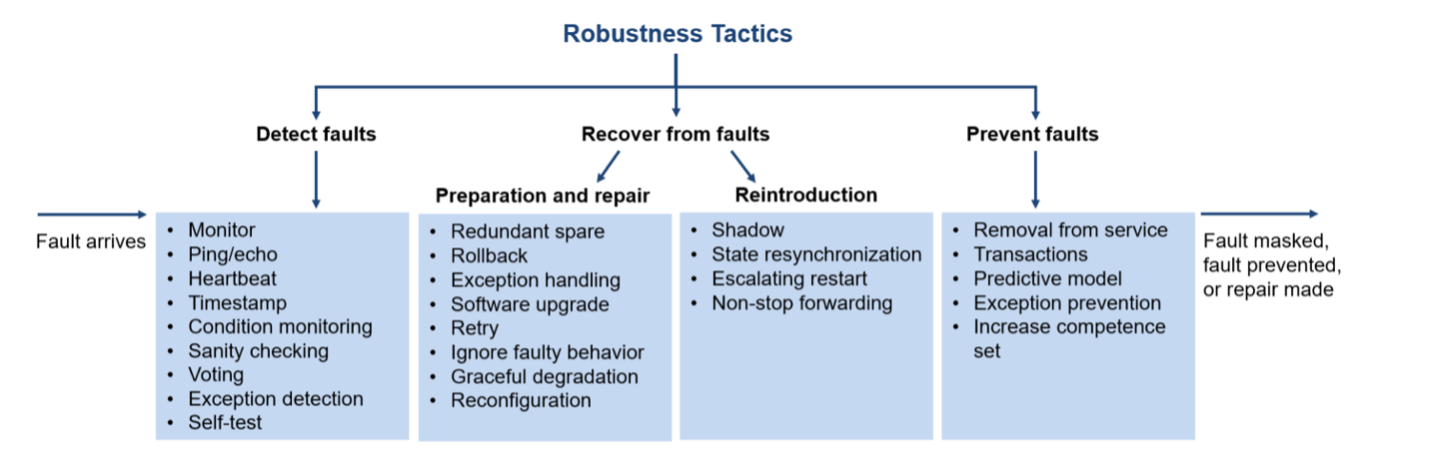 Robustness Tactics
Detect faults
Recover from faults
Prevent faults
Preparation and repair
Reintroduction
Fault arrives
• Monitor
• Ping/echo
• Heartbeat
• Timestamp
• Condition monitoring
• Sanity checking
• Voting
• Exception detection
• Self-test
• Redundant spare
• Rollback
• Exception handling
• Software upgrade
• Retry
• Ignore faulty behavior
• Graceful degradation
• Reconfiguration
• Shadow
• State resynchronization
• Escalating restart
• Non-stop forwarding
• Removal from service
• Transactions
• Predictive model
• Exception prevention
• Increase competence
set
Fault masked,
fault prevented,
or repair made